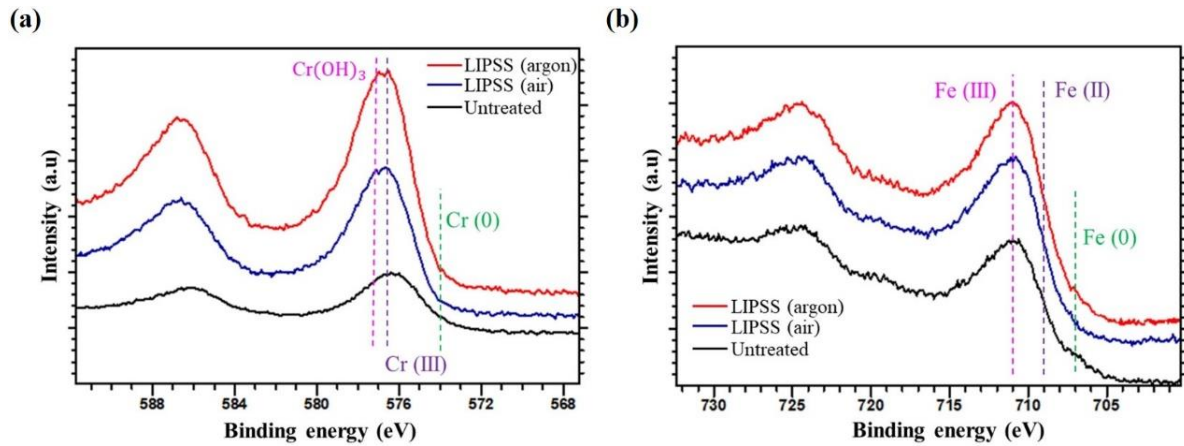 (a)
(b)
Cr(OH)3
LIPSS (argon)
LIPSS (air)
Untreated
Cr (0)
Cr (III)
Intensity (a.u)
588 584 580 576 572 568
Binding energy (eV)
Fe (III)
Fe (II)
Fe (0)
LIPSS (argon)
LIPSS (air)
Untreated
Intensity (a.u)
730 725 720 715 710 705
Binding energy (eV)